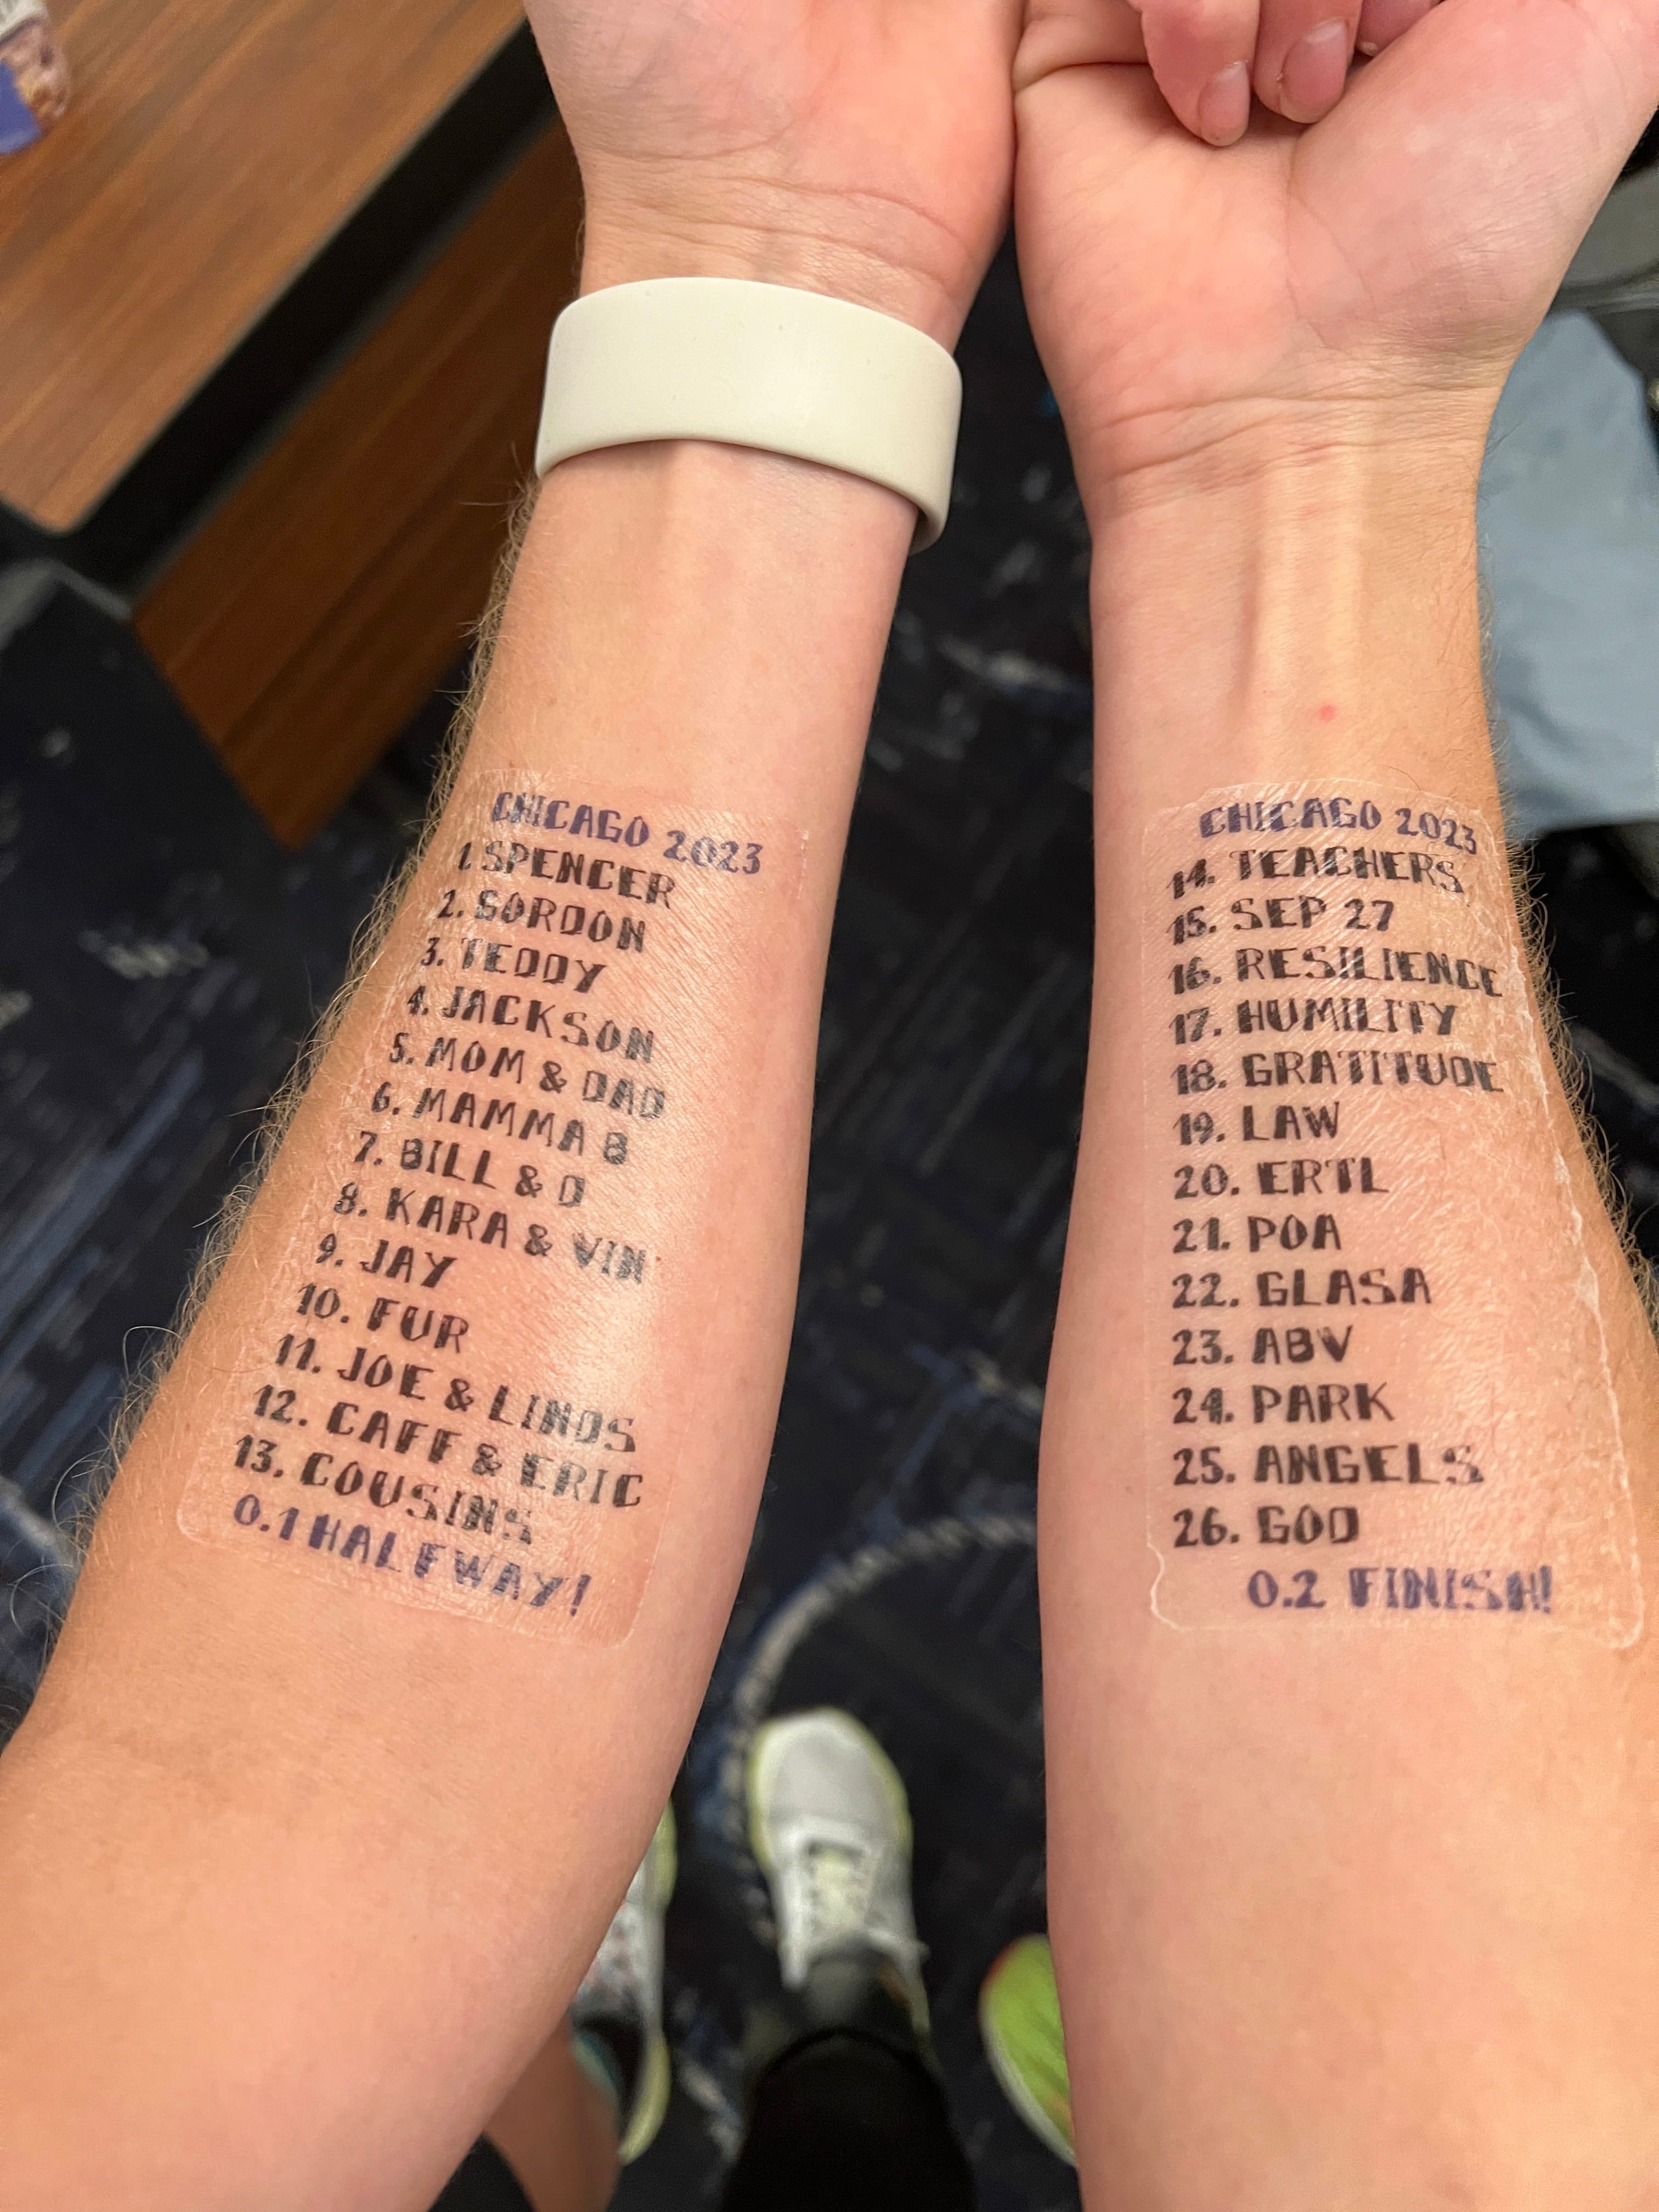 CHICAGO 2023
1. SPENCER
2. GORDON
3. TEDDY
4. JACKSON
5. MOM & DAD
6. MAMMA B
7. BILL & D
8. KARA & VIN
9. JAY
10. FUR
11. JOE & LINDS
12. CAFF & ERIC
13. COUSINS
0.1 HALFWAY!
CHICAGO 2023
14. TEACHERS
15. SEP 27
16. RESILIENCE
17. HUMILITY
18. GRATITUDE
19. LAW
20. ERTL
21. POA
22. GLASA
23. ABV
24. PARK
25. ANGELS
26. GOD
0.2 FINISH!